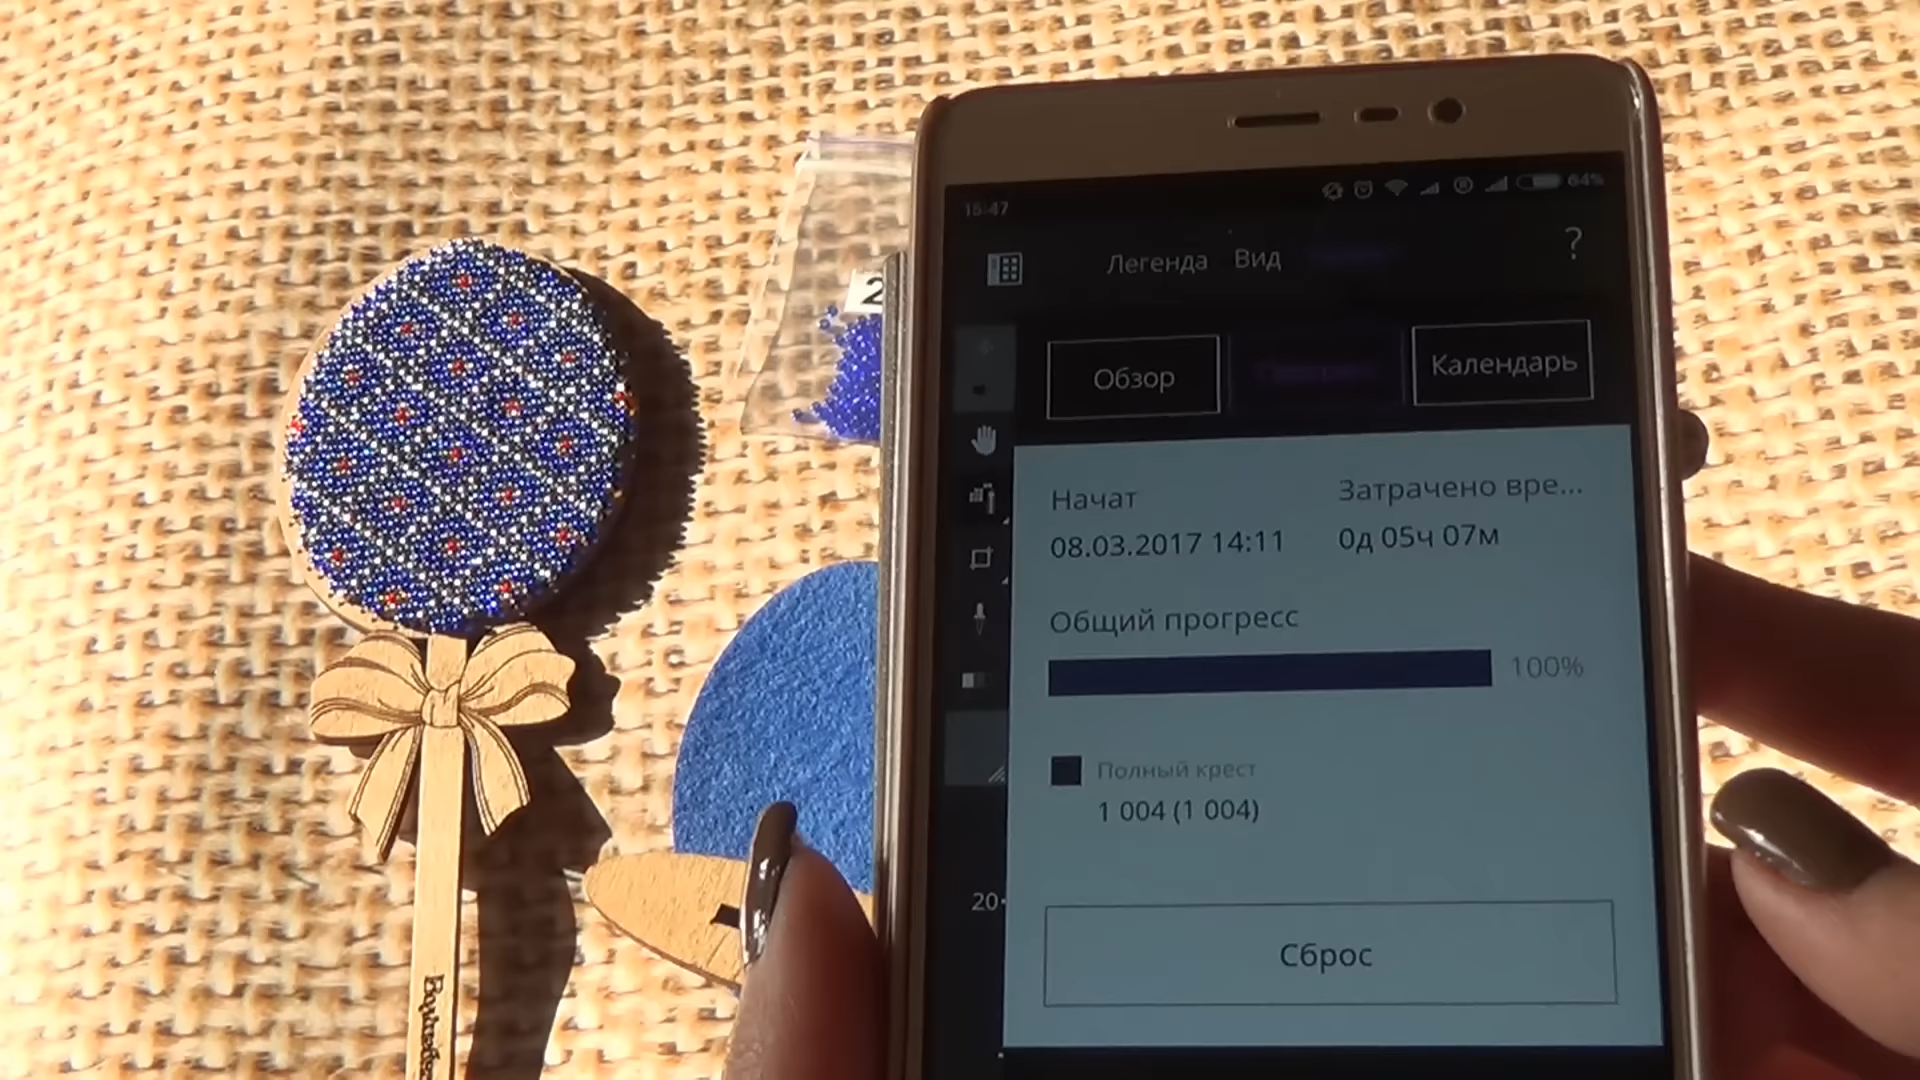 15:47
64%
Легенда Вид
?
Обзор
Календарь
2
Начат
Затрачено вре...
08.03.2017 14:11
0д 05ч 07м
Общий прогресс
100%
Полный крест
1 004 (1 004)
20
Сброс